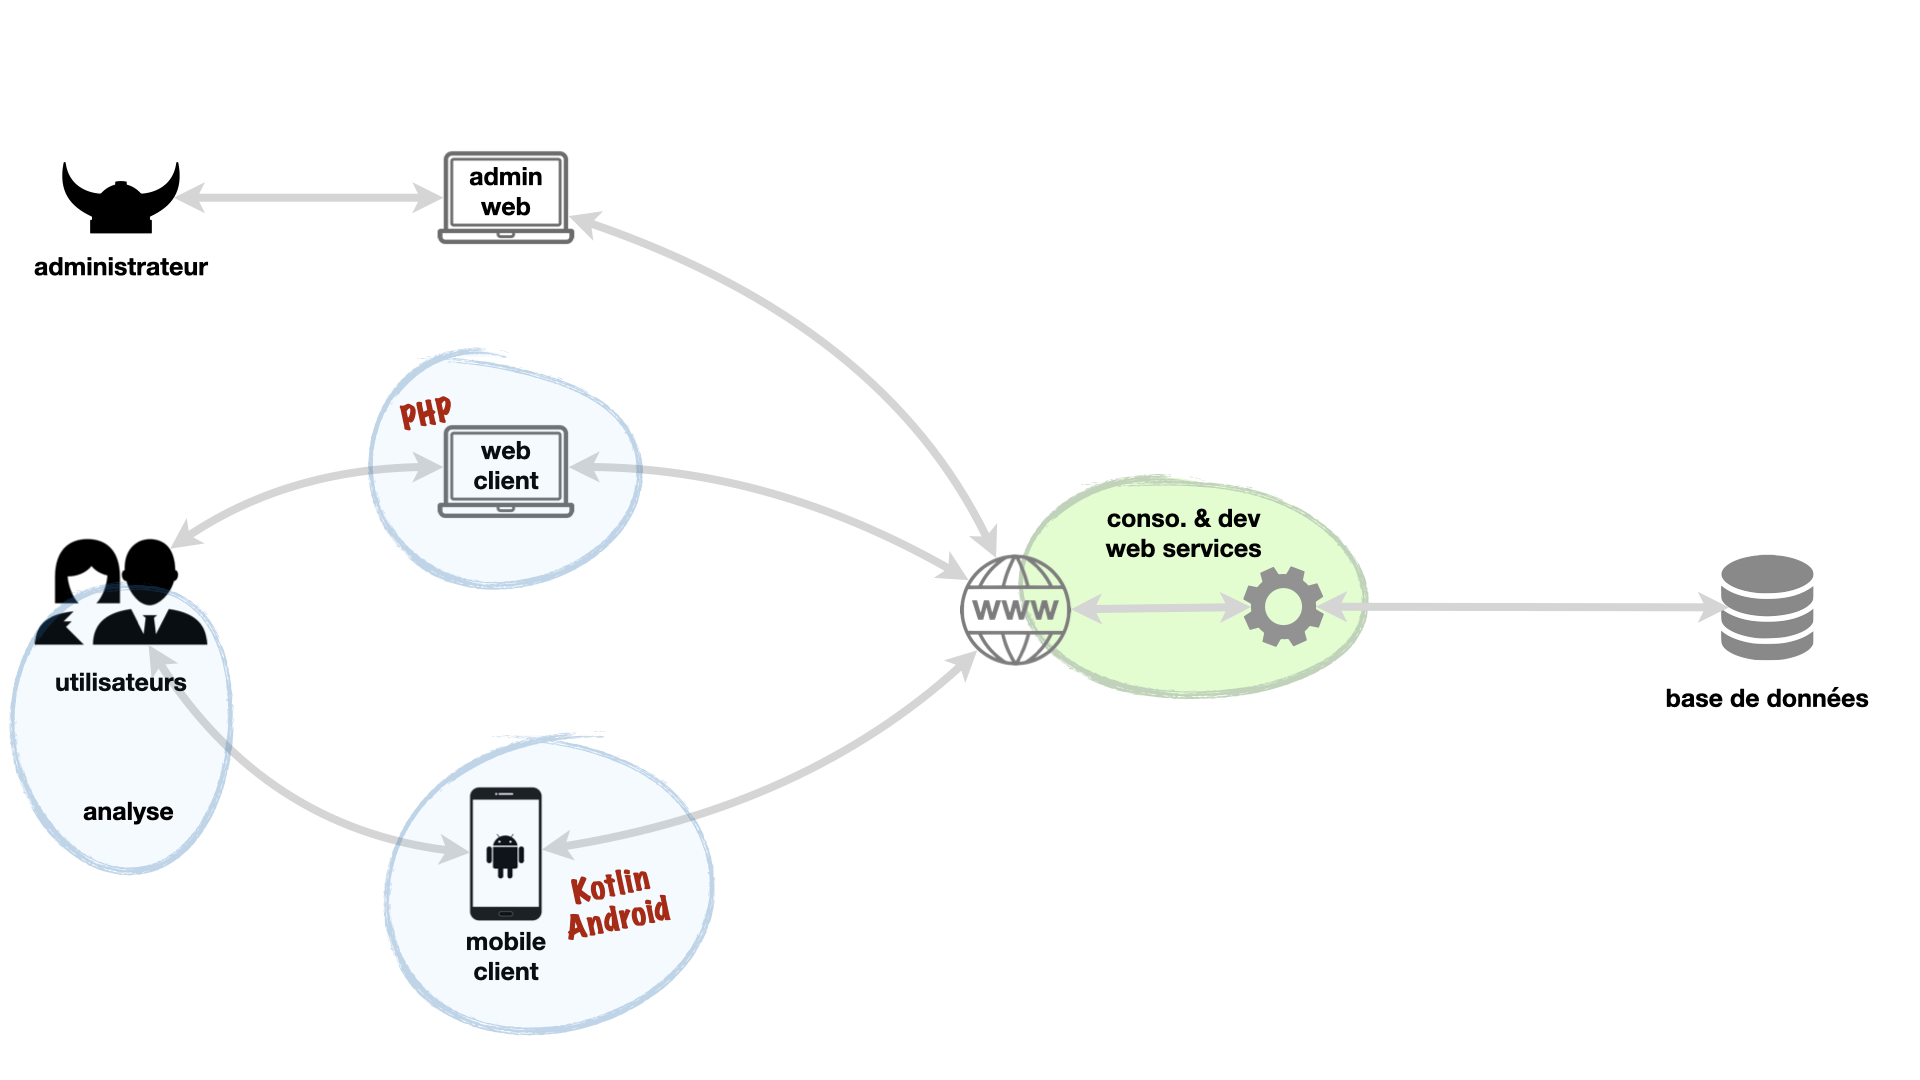 admin
web
administrateur
PHP
web
client
conso. & dev
web services
WWW
utilisateurs
base de données
analyse
Kotlin
Android
mobile
client